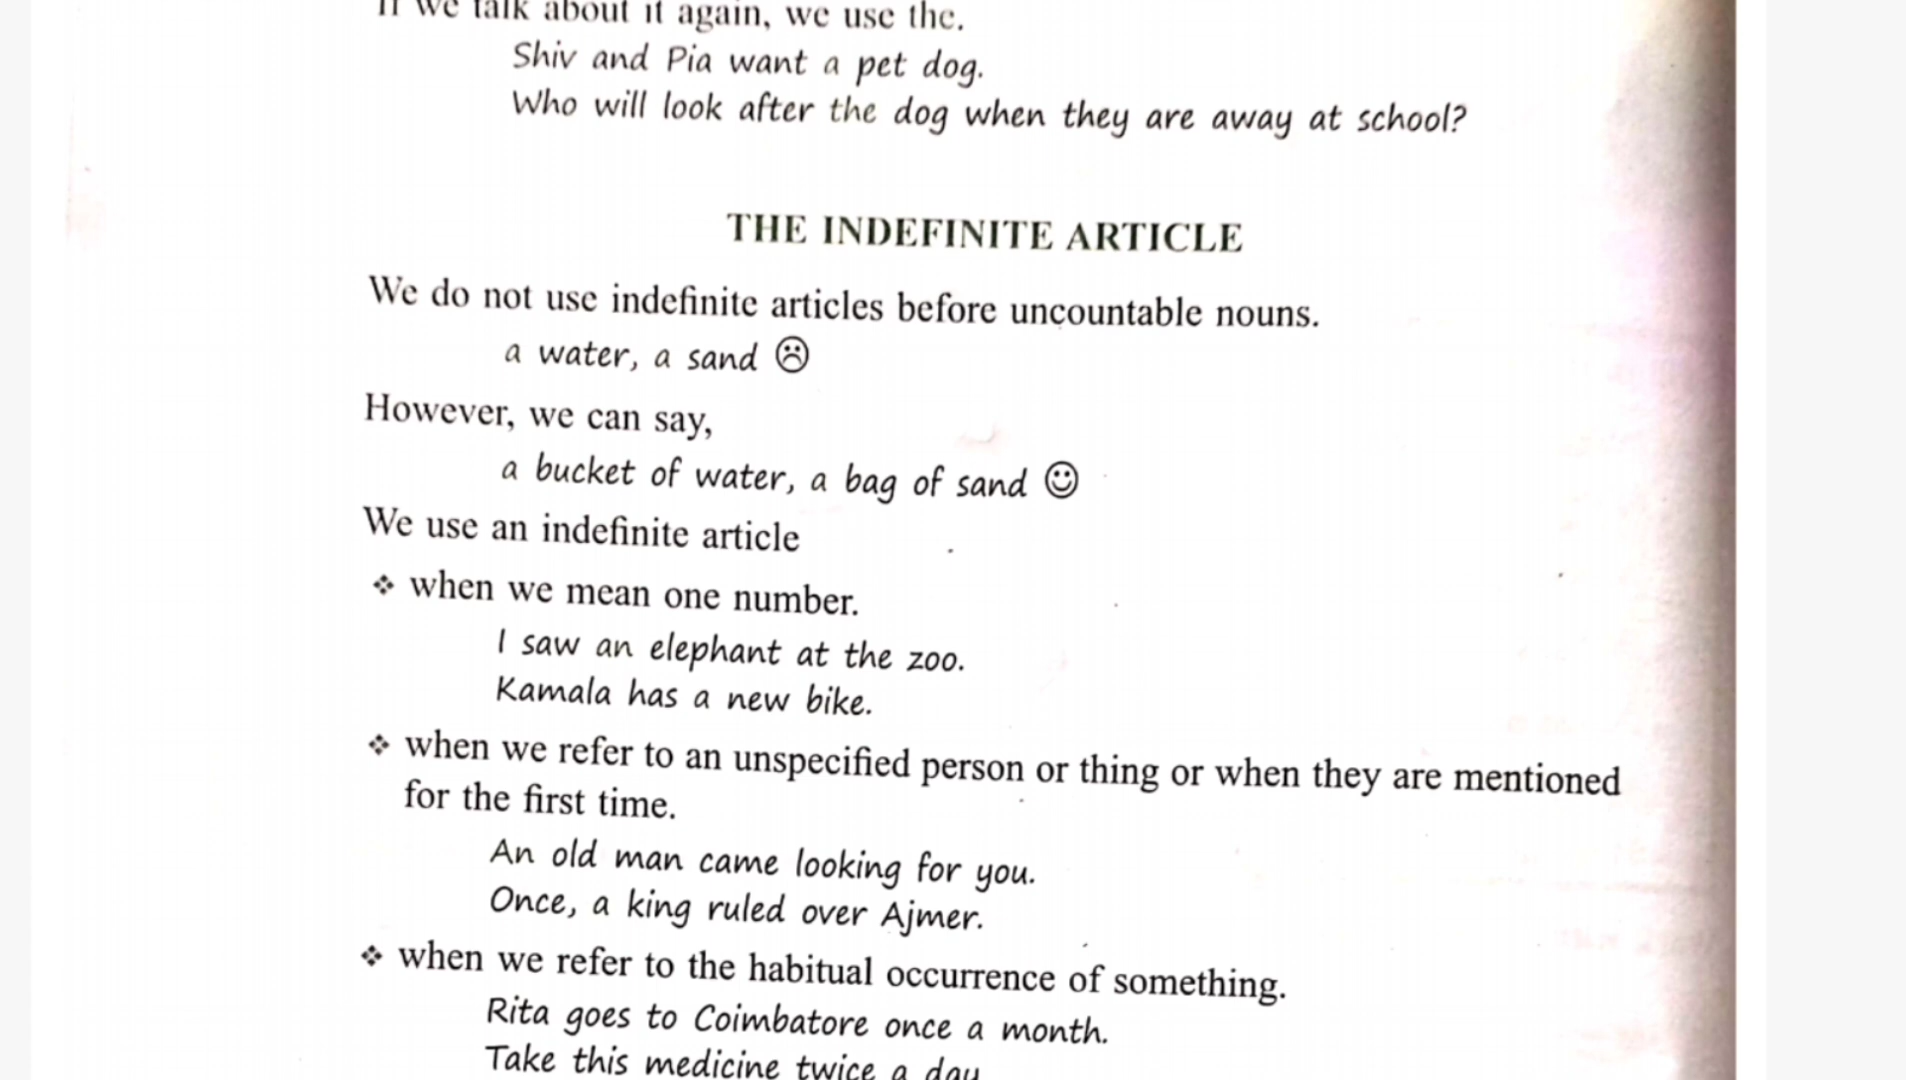 If we talk about it again, we use the.
Shiv and Pia want a pet dog.
Who will look after the dog when they are away at school?
THE INDEFINITE ARTICLE
We do not use indefinite articles before uncountable nouns.
a water, a sand ☹
However, we can say,
a bucket of water, a bag of sand ☺
We use an indefinite article
❖ when we mean one number.
I saw an elephant at the zoo.
Kamala has a new bike.
❖ when we refer to an unspecified person or thing or when they are mentioned
for the first time.
An old man came looking for you.
Once, a king ruled over Ajmer.
❖ when we refer to the habitual occurrence of something.
Rita goes to Coimbatore once a month.
Take this medicine twice a day